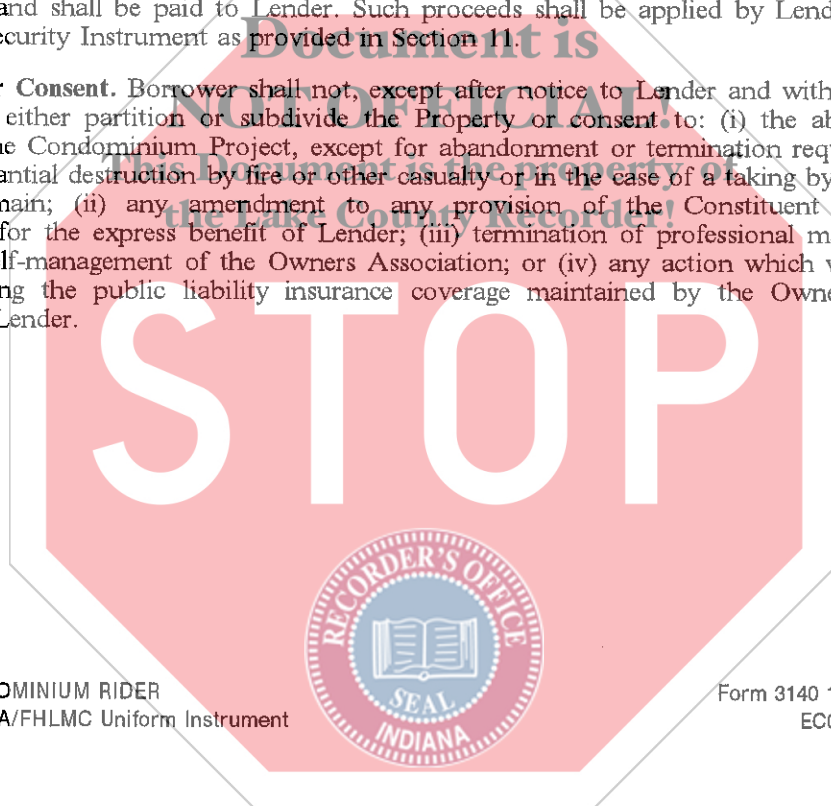 and shall be paid to Lender. Such proceeds shall be applied by Lend
ecurity Instrument as provided in Section 11.
Document is
r Consent. Borrower shall not, except after notice to Lender and with
either partition or subdivide the Property or consent to: (i) the ab
NOT OFFICIAL!
ne Condominium Project, except for abandonment or termination requ
This Document is the property of
antial destruction by fire or other casualty or in the case of a taking by
main; (ii) any amendment to any provision of the Constituent
the Lake County Recorder!
for the express benefit of Lender; (iii) termination of professional m
lf-management of the Owners Association; or (iv) any action which w
ng the public liability insurance coverage maintained by the Owne
Lender.
STOP
RECORDER'S OFFICE
SEAL
INDIANA
OMINIUM RIDER
A/FHLMC Uniform Instrument
Form 3140 1
EC